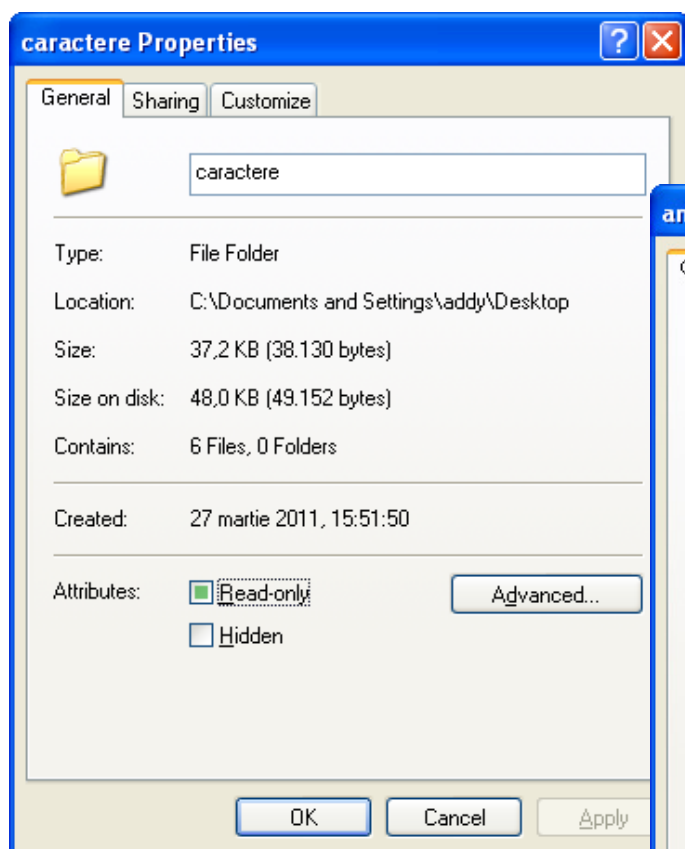 caractere Properties
General Sharing Customize
caractere
Type: File Folder
Location: C:\Documents and Settings\addy\Desktop
Size: 37,2 KB (38.130 bytes)
Size on disk: 48,0 KB (49.152 bytes)
Contains: 6 Files, 0 Folders
Created: 27 martie 2011, 15:51:50
Attributes: Read-only Advanced...
Hidden
OK Cancel Apply